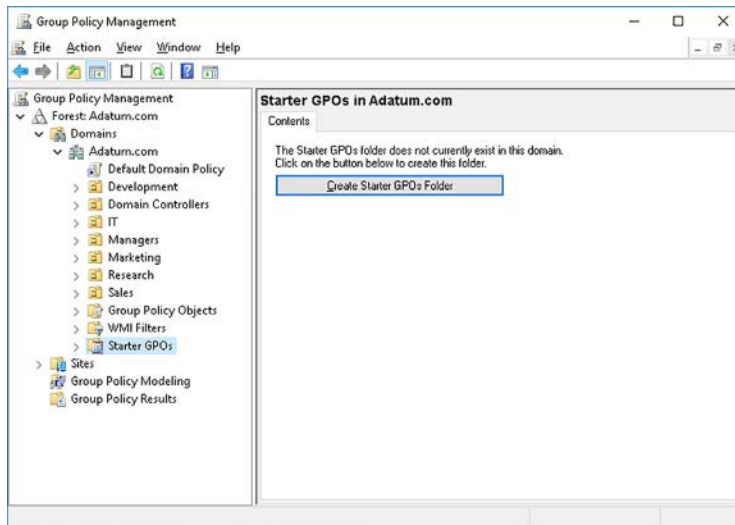 Group Policy Management
File Action View Window Help
Group Policy Management
Forest: Adatum.com
Domains
Adatum.com
Default Domain Policy
Development
Domain Controllers
IT
Managers
Marketing
Research
Sales
Group Policy Objects
WMI Filters
Starter GPOs
Sites
Group Policy Modeling
Group Policy Results
Starter GPOs in Adatum.com
Contents
The Starter GPOs folder does not currently exist in this domain.
Click on the button below to create this folder.
Create Starter GPOs Folder